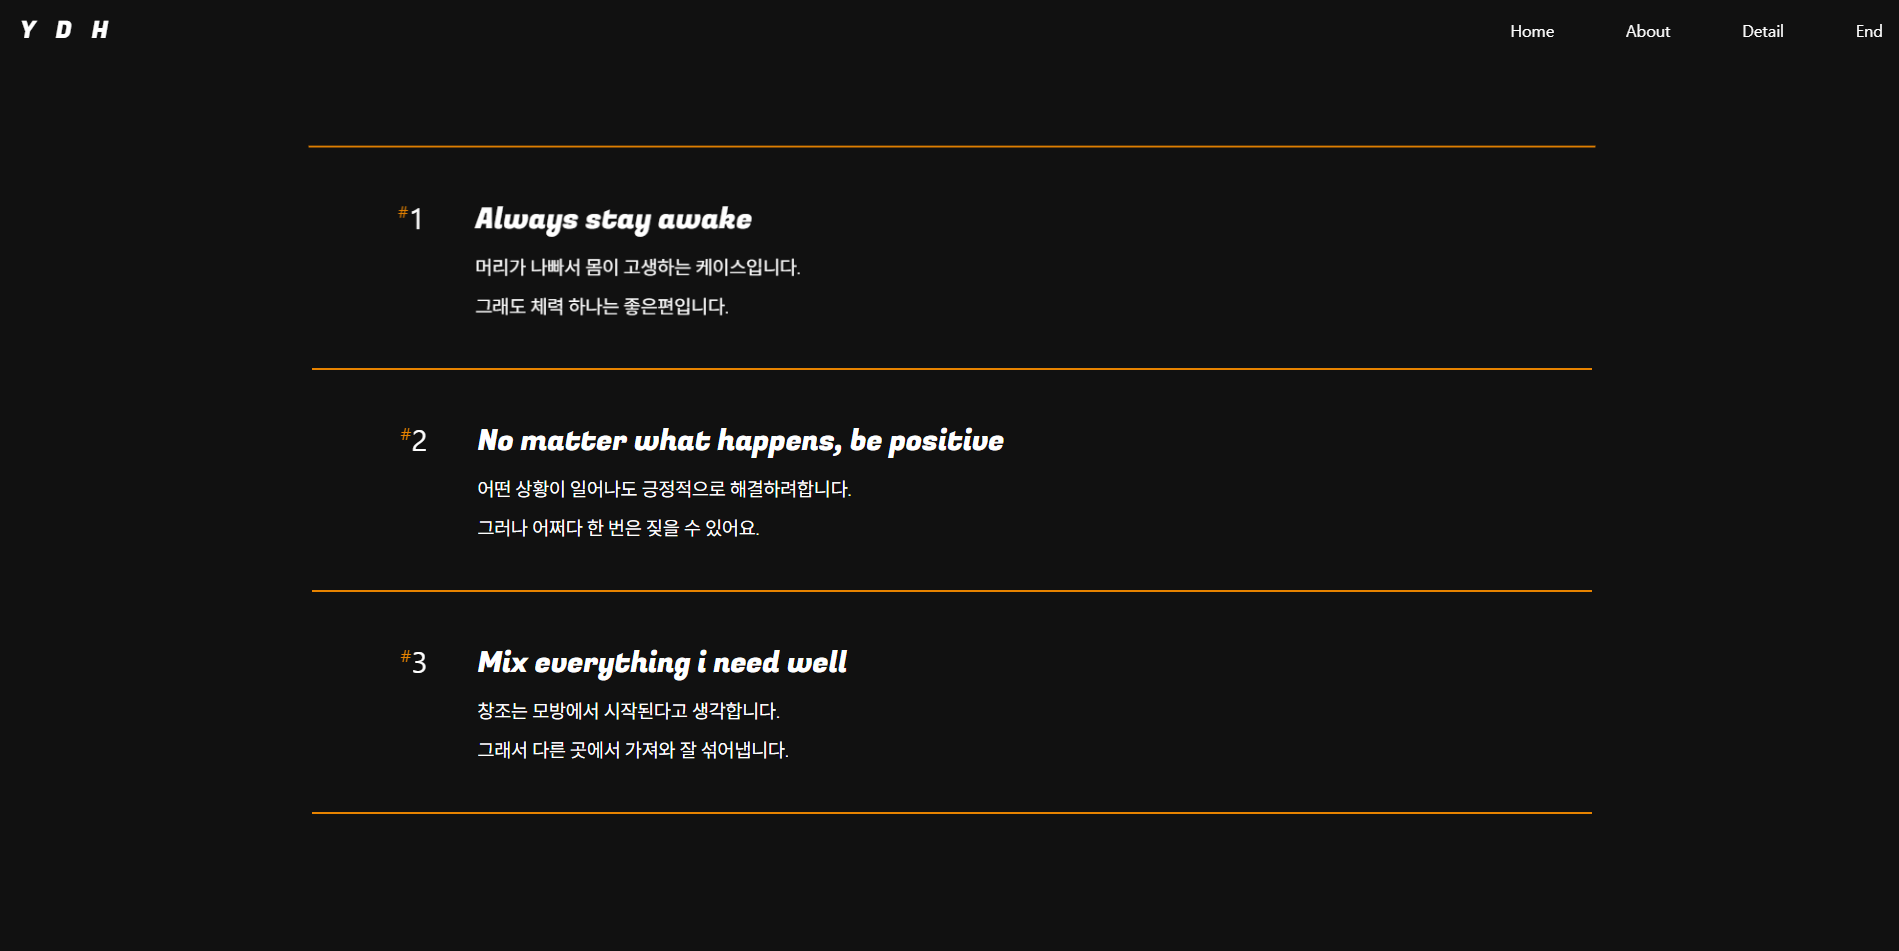 Y D H
Home About Detail End
#1 Always stay awake
머리가 나빠서 몸이 고생하는 케이스입니다.
그래도 체력 하나는 좋은편입니다.
#2 No matter what happens, be positive
어떤 상황이 일어나도 긍정적으로 해결하려합니다.
그러나 어쩌다 한 번은 짖을 수 있어요.
#3 Mix everything i need well
창조는 모방에서 시작된다고 생각합니다.
그래서 다른 곳에서 가져와 잘 섞어냅니다.